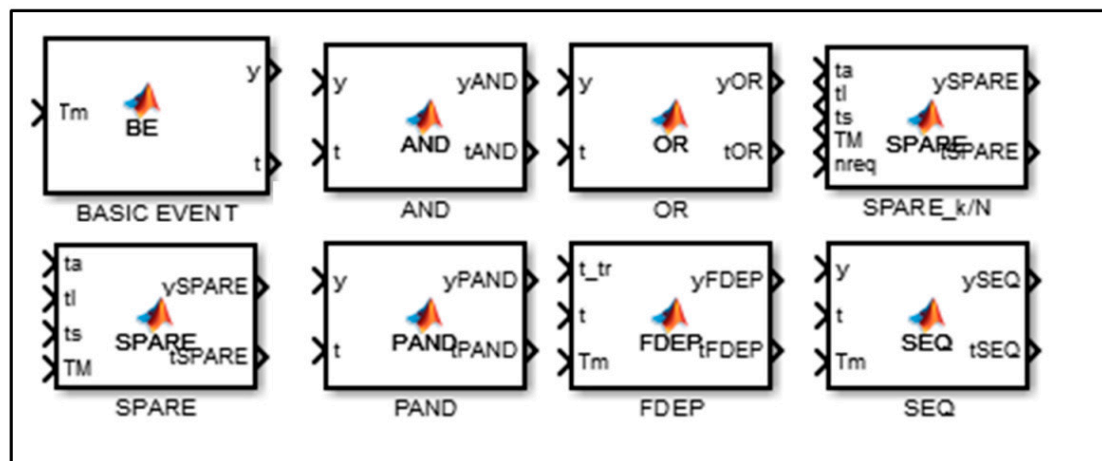 Tm
BE
y
t
BASIC EVENT
y
t
AND
yAND
tAND
AND
y
t
OR
yOR
tOR
OR
ta
tl
ts
TM
nreq
SPARE
ySPARE
tSPARE
SPARE_k/N
ta
tl
ts
TM
SPARE
ySPARE
tSPARE
SPARE
y
t
PAND
yPAND
tPAND
PAND
t_tr
t
Tm
FDEP
yFDEP
tFDEP
FDEP
y
t
Tm
SEQ
ySEQ
tSEQ
SEQ